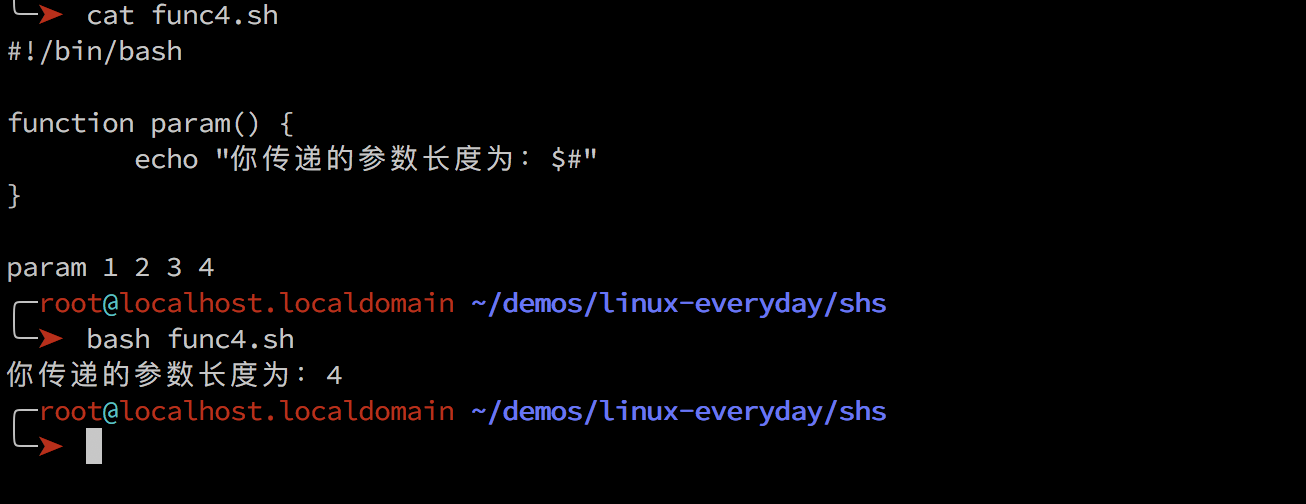 cat func4.sh
#!/bin/bash
function param() {
echo "你传递的参数长度为: $#"
}
param 1 2 3 4
root@localhost.localdomain ~/demos/linux-everyday/shs
bash func4.sh
你传递的参数长度为: 4
root@localhost.localdomain ~/demos/linux-everyday/shs